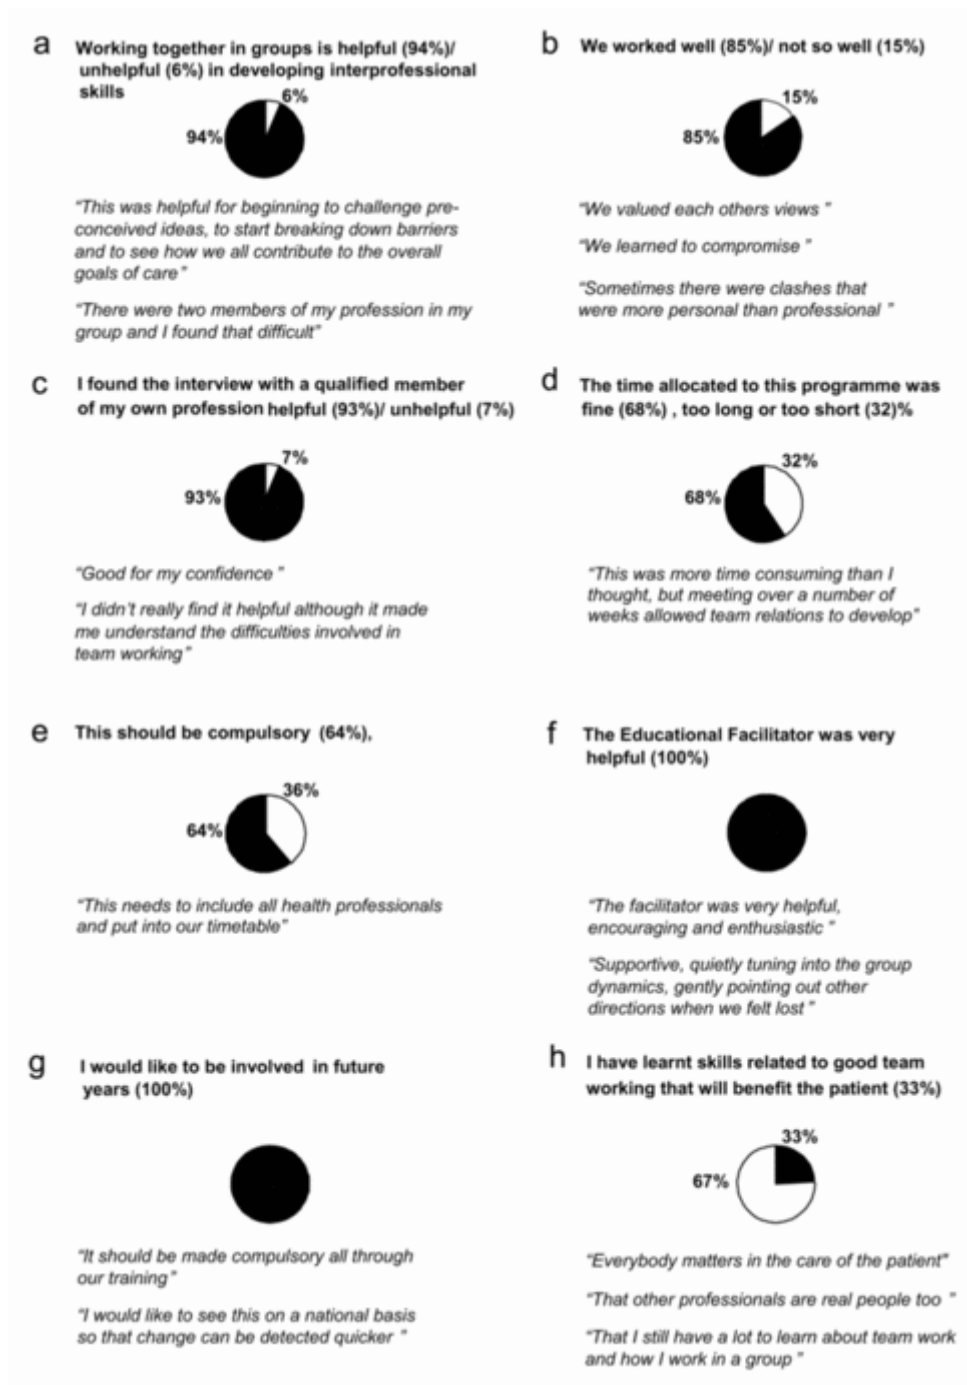 a Working together in groups is helpful (94%)/
unhelpful (6%) in developing interprofessional
skills
6%
94%
"This was helpful for beginning to challenge pre-
conceived ideas, to start breaking down barriers
and to see how we all contribute to the overall
goals of care"
"There were two members of my profession in my
group and I found that difficult"
b We worked well (85%)/ not so well (15%)
15%
85%
"We valued each others views "
"We learned to compromise "
"Sometimes there were clashes that
were more personal than professional "
c I found the interview with a qualified member
of my own profession helpful (93%)/ unhelpful (7%)
7%
93%
"Good for my confidence "
"I didn't really find it helpful although it made
me understand the difficulties involved in
team working"
d The time allocated to this programme was
fine (68%) , too long or too short (32)%
32%
68%
"This was more time consuming than I
thought, but meeting over a number of
weeks allowed team relations to develop"
e This should be compulsory (64%),
36%
64%
"This needs to include all health professionals
and put into our timetable"
f The Educational Facilitator was very
helpful (100%)
"The facilitator was very helpful,
encouraging and enthusiastic "
"Supportive, quietly tuning into the group
dynamics, gently pointing out other
directions when we felt lost "
g I would like to be involved in future
years (100%)
"It should be made compulsory all through
our training"
"I would like to see this on a national basis
so that change can be detected quicker "
h I have learnt skills related to good team
working that will benefit the patient (33%)
33%
67%
"Everybody matters in the care of the patient"
"That other professionals are real people too "
"That I still have a lot to learn about team work
and how I work in a group "